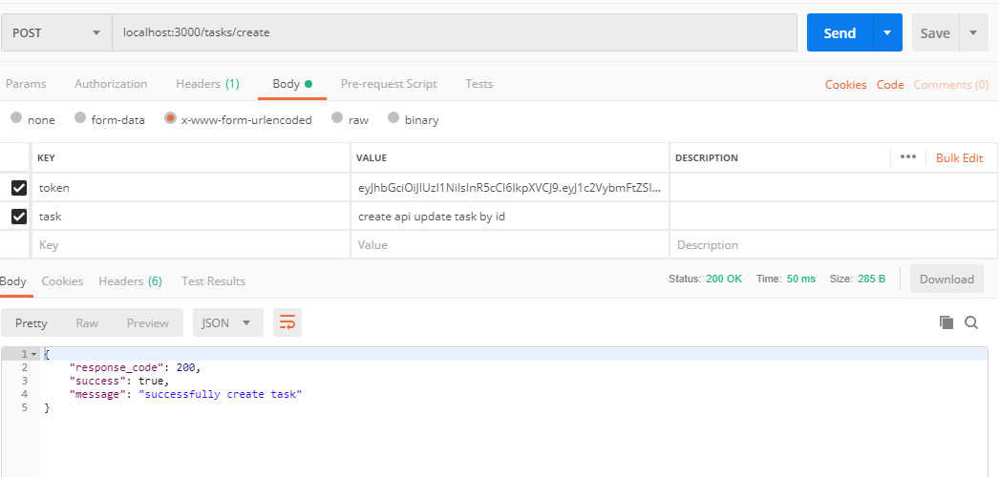 POST localhost:3000/tasks/create Send Save
Params Authorization Headers (1) Body Pre-request Script Tests Cookies Code Comments (0)
none form-data x-www-form-urlencoded raw binary
KEY VALUE DESCRIPTION ••• Bulk Edit
token eyJhbGciOiJIUzI1NiIsInR5cCI6IkpXVCJ9.eyJ1c2VybmFtZSI...
task create api update task by id
Key Value Description
Body Cookies Headers (6) Test Results Status: 200 OK Time: 50 ms Size: 285 B Download
Pretty Raw Preview JSON
1 {
2 "response_code": 200,
3 "success": true,
4 "message": "successfully create task"
5 }